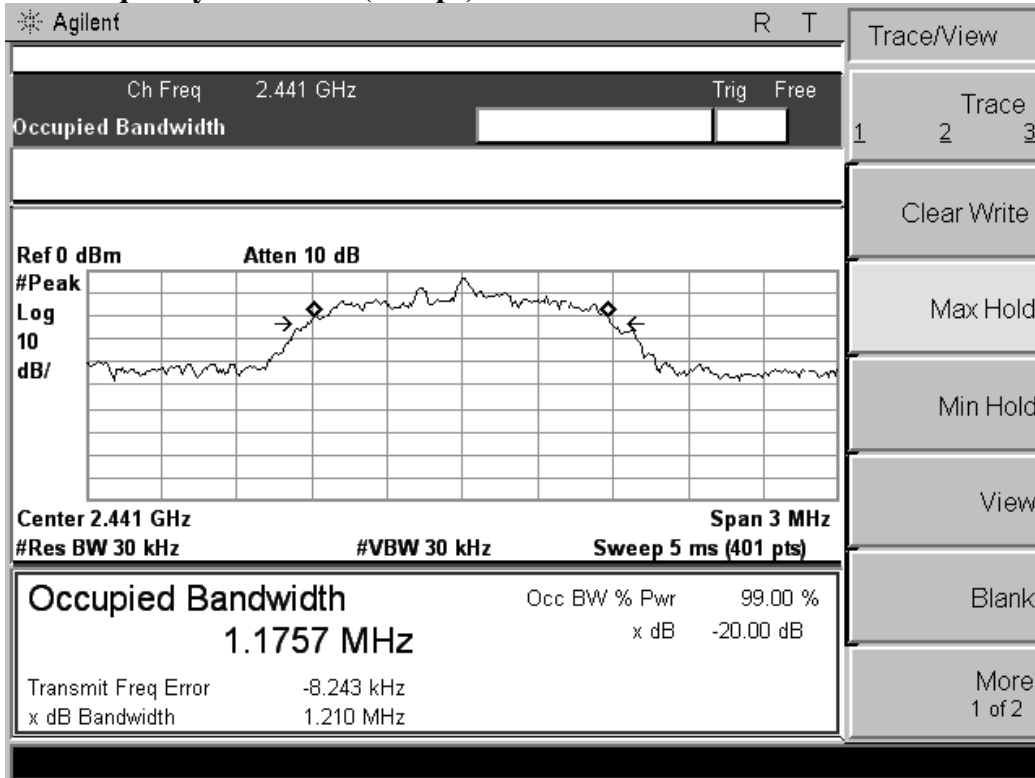 Agilent R T
Trace/View
Ch Freq 2.441 GHz Trig Free
Occupied Bandwidth
Trace
1 2 3
Clear Write
Ref 0 dBm Atten 10 dB
#Peak
Log
10
dB/
Max Hold
Min Hold
View
Center 2.441 GHz Span 3 MHz
#Res BW 30 kHz #VBW 30 kHz Sweep 5 ms (401 pts)
Occupied Bandwidth Occ BW % Pwr 99.00 %
1.1757 MHz x dB -20.00 dB
Transmit Freq Error -8.243 kHz
x dB Bandwidth 1.210 MHz
Blank
More
1 of 2